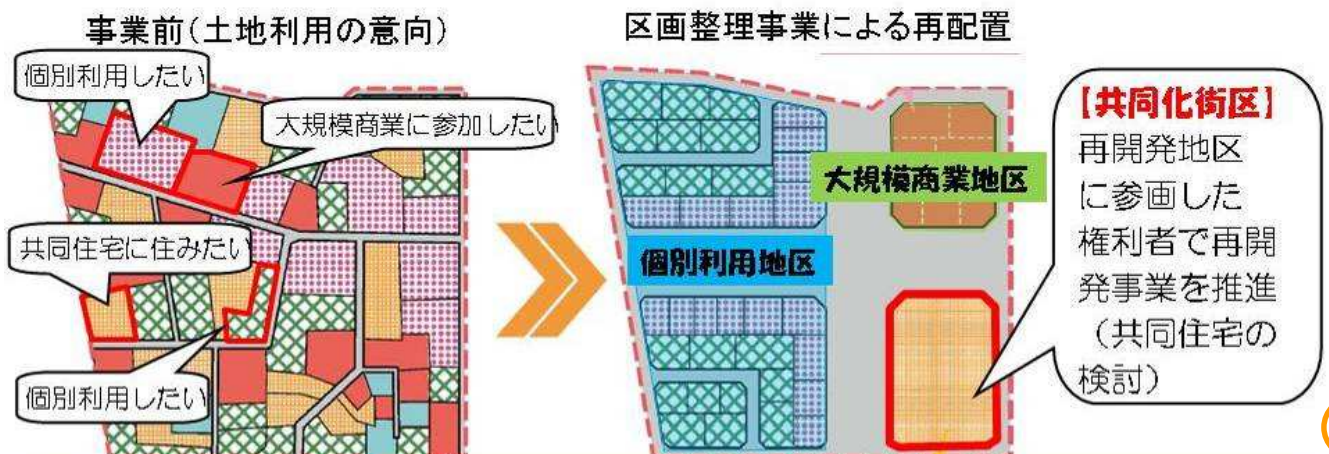 事業前(土地利用の意向)
個別利用したい
大規模商業に参加したい
共同住宅に住みたい
個別利用したい
区画整理事業による再配置
大規模商業地区
個別利用地区
【共同化街区】
再開発地区
に参画した
権利者で再開
発事業を推進
（共同住宅の
検討）